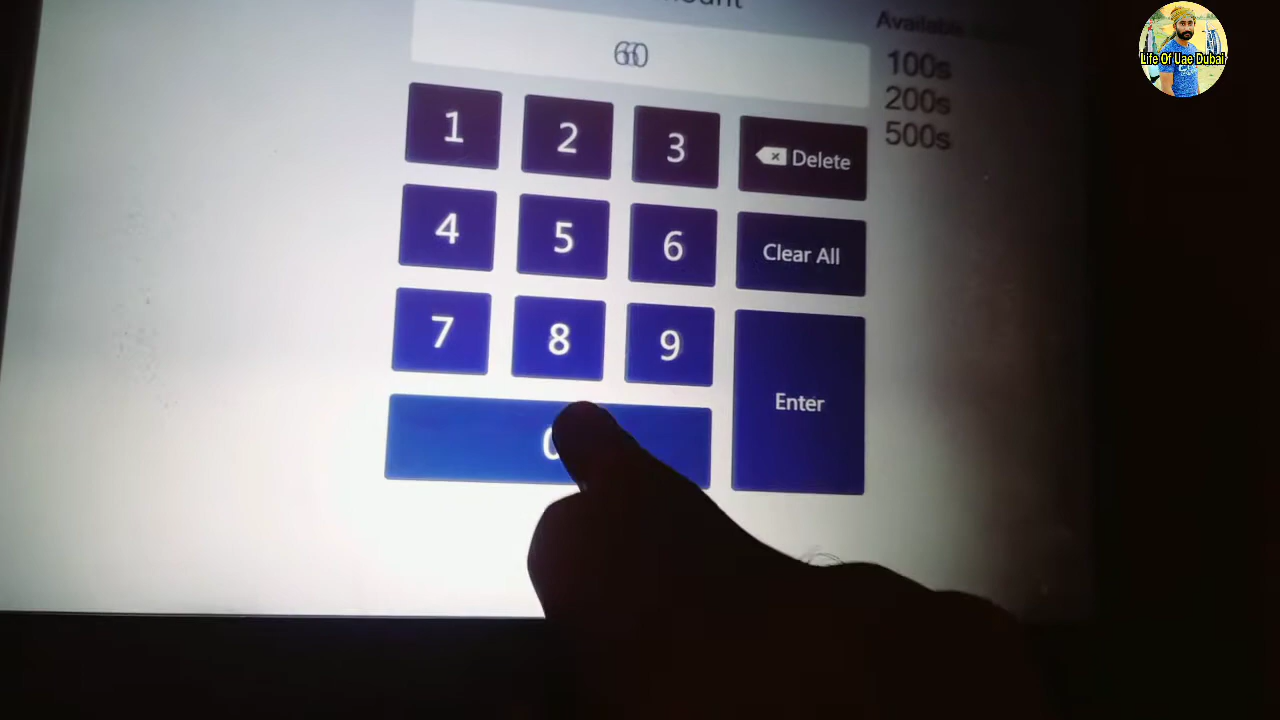 Available
100s
200s
500s
1 2 3 Delete
4 5 6 Clear All
7 8 9 Enter
0
Life Of Uae Dubai